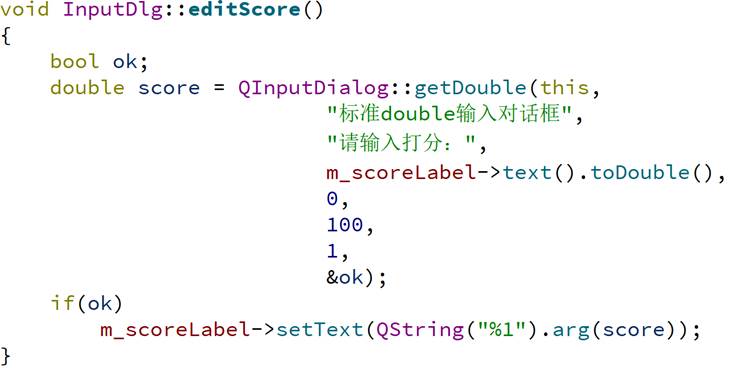 void InputDlg::editScore()
{
    bool ok;
    double score = QInputDialog::getDouble(this,
                          "标准double输入对话框",
                          "请输入打分：",
                          m_scoreLabel->text().toDouble(),
                          0,
                          100,
                          1,
                          &ok);
    if(ok)
        m_scoreLabel->setText(QString("%1").arg(score));
}